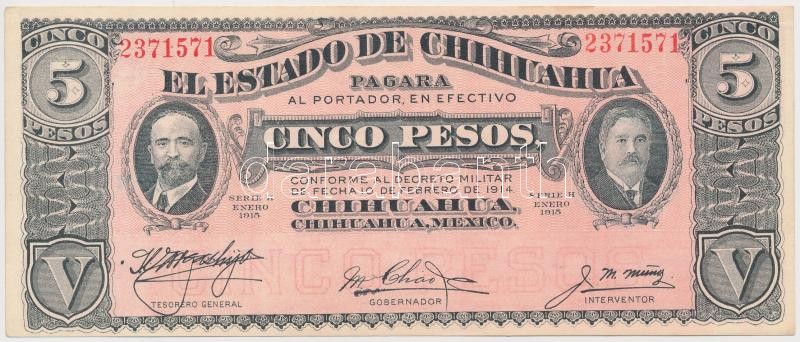 CINCO
5
PESOS
2371571
2371571
CINCO
5
PESOS
EL ESTADO DE CHIHUAHUA
PAGARA
AL PORTADOR, EN EFECTIVO
CINCO PESOS,
CONFORME AL DECRETO MILITAR
DE FECHA 10 DE FEBRERO DE 1914.
CHIHUAHUA.
CHIHUAHUA, MEXICO.
SERIE H
ENERO
1915
SERIE H
ENERO
1915
CINCO PESOS
V
TESORERO GENERAL
M Chao
GOBERNADOR
J. M. Muñoz
INTERVENTOR
V